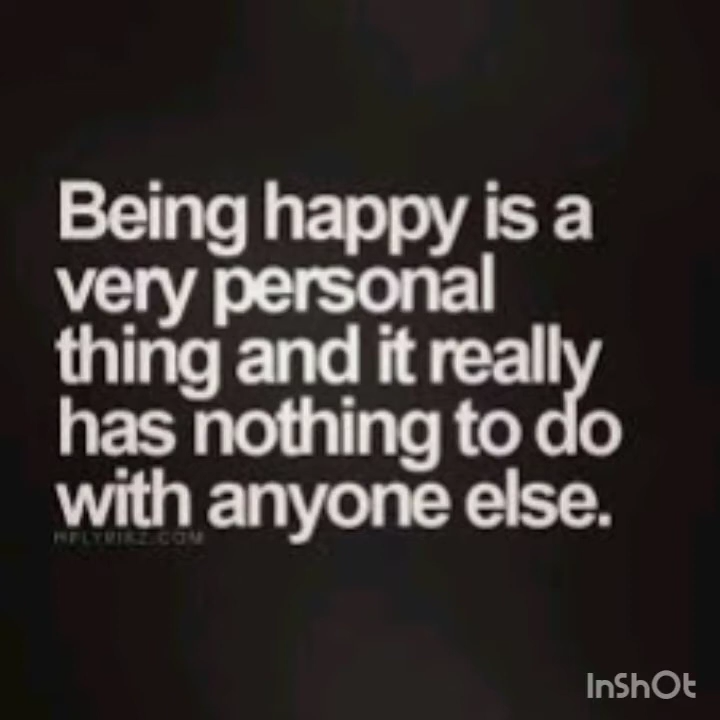 Being happy is a
very personal
thing and it really
has nothing to do
with anyone else.
InShOt